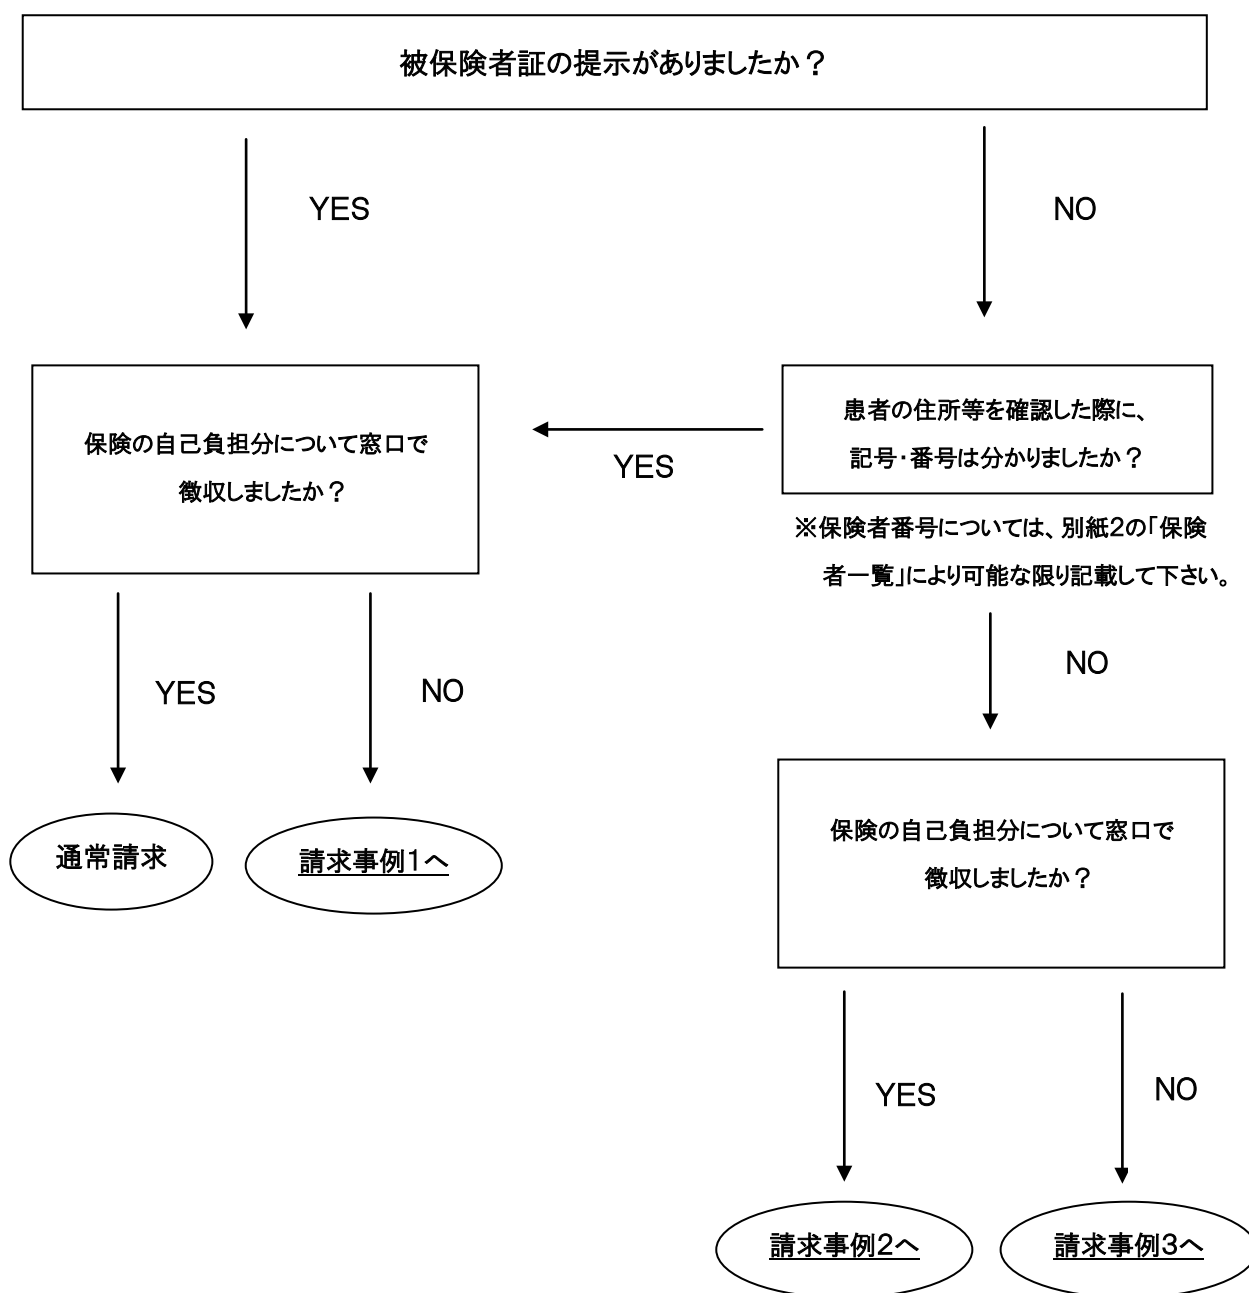 被保険者証の提示がありましたか？
YES
NO
保険の自己負担分について窓口で
徴収しましたか？
YES
患者の住所等を確認した際に、
記号・番号は分かりましたか？
※保険者番号については、別紙２の「保険
者一覧」により可能な限り記載して下さい。
YES
NO
NO
通常請求
請求事例１へ
保険の自己負担分について窓口で
徴収しましたか？
YES
NO
請求事例２へ
請求事例３へ